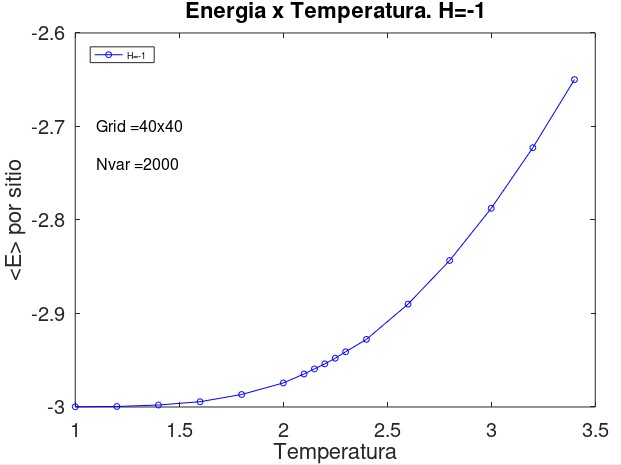 Energia x Temperatura. H=-1
H=-1
Grid =40x40
Nvar =2000
<E> por sitio
-2.6
-2.7
-2.8
-2.9
-3
1 1.5 2 2.5 3 3.5
Temperatura